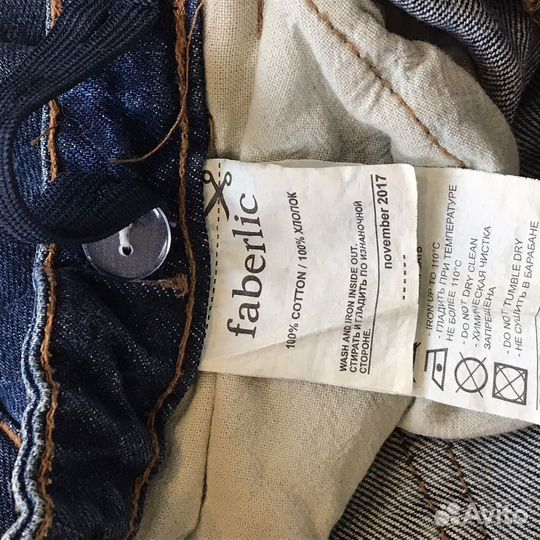 faberlic
100% COTTON / 100% ХЛОПОК
WASH AND IRON INSIDE OUT.
СТИРАТЬ И ГЛАДИТЬ ПО ИЗНАНОЧНОЙ
СТОРОНЕ.
november 2017
- IRON UP TO 110°C
- ГЛАДИТЬ ПРИ ТЕМПЕРАТУРЕ
НЕ БОЛЕЕ 110°C
- DO NOT DRY CLEAN
- ХИМИЧЕСКАЯ ЧИСТКА
ЗАПРЕЩЕНА
- DO NOT TUMBLE DRY
- НЕ СУШИТЬ В БАРАБАНЕ
Avito